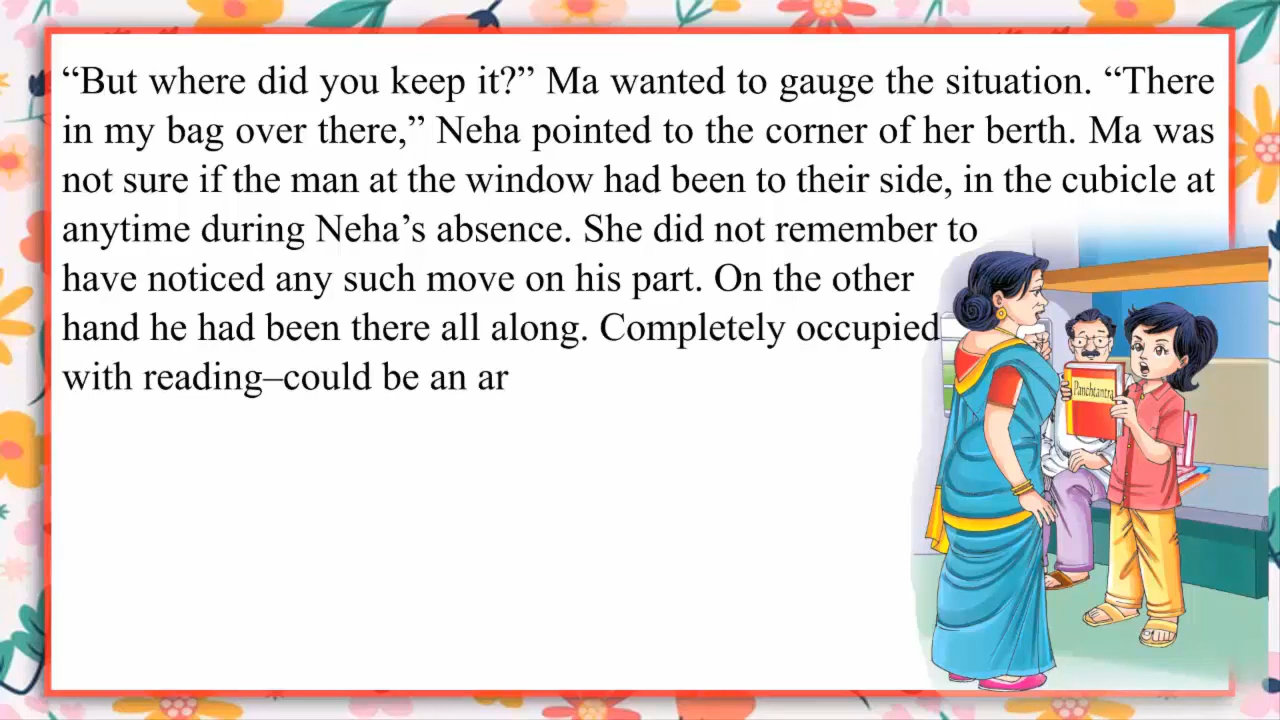 “But where did you keep it?” Ma wanted to gauge the situation. “There
in my bag over there,” Neha pointed to the corner of her berth. Ma was
not sure if the man at the window had been to their side, in the cubicle at
anytime during Neha’s absence. She did not remember to
have noticed any such move on his part. On the other
hand he had been there all along. Completely occupied
with reading–could be an ar
Panchtantra